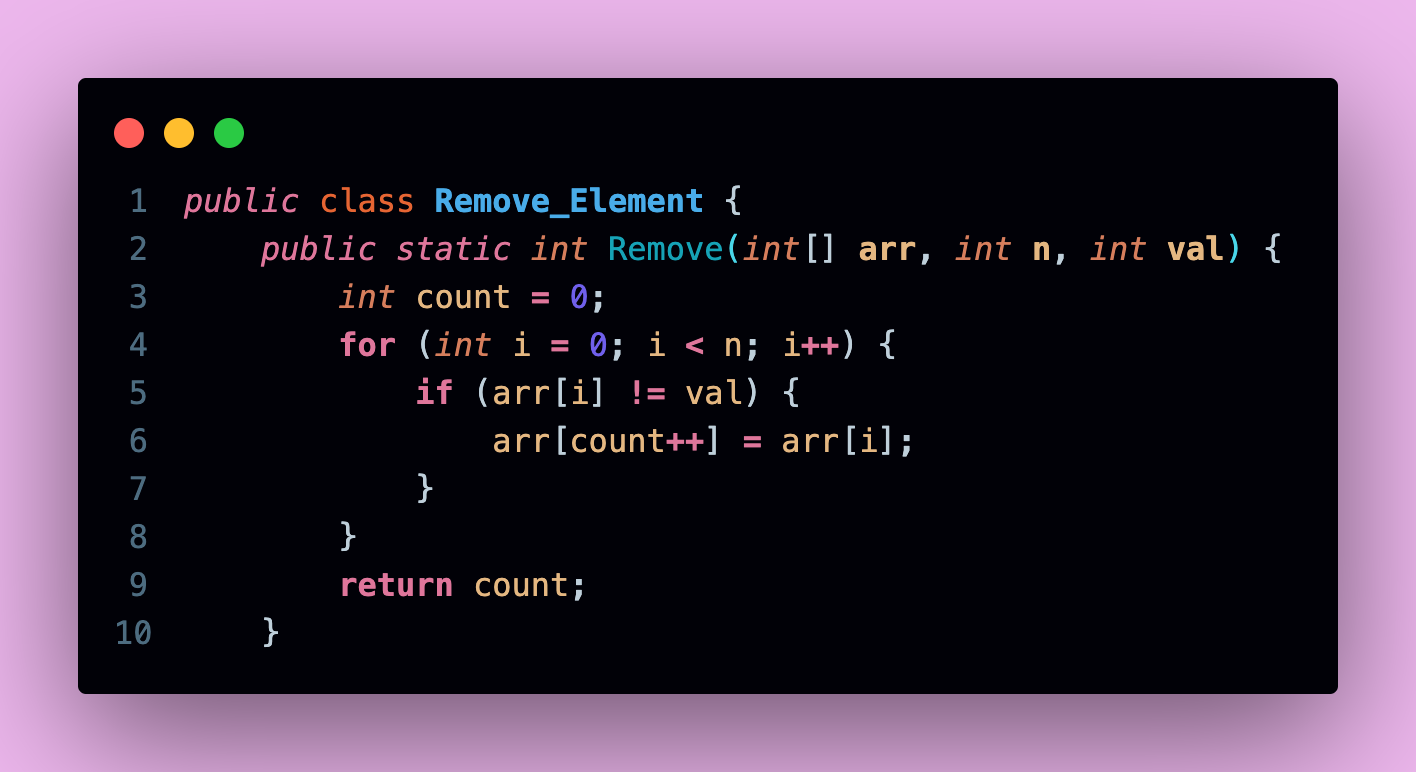 1 public class Remove_Element {
2     public static int Remove(int[] arr, int n, int val) {
3         int count = 0;
4         for (int i = 0; i < n; i++) {
5             if (arr[i] != val) {
6                 arr[count++] = arr[i];
7             }
8         }
9         return count;
10     }